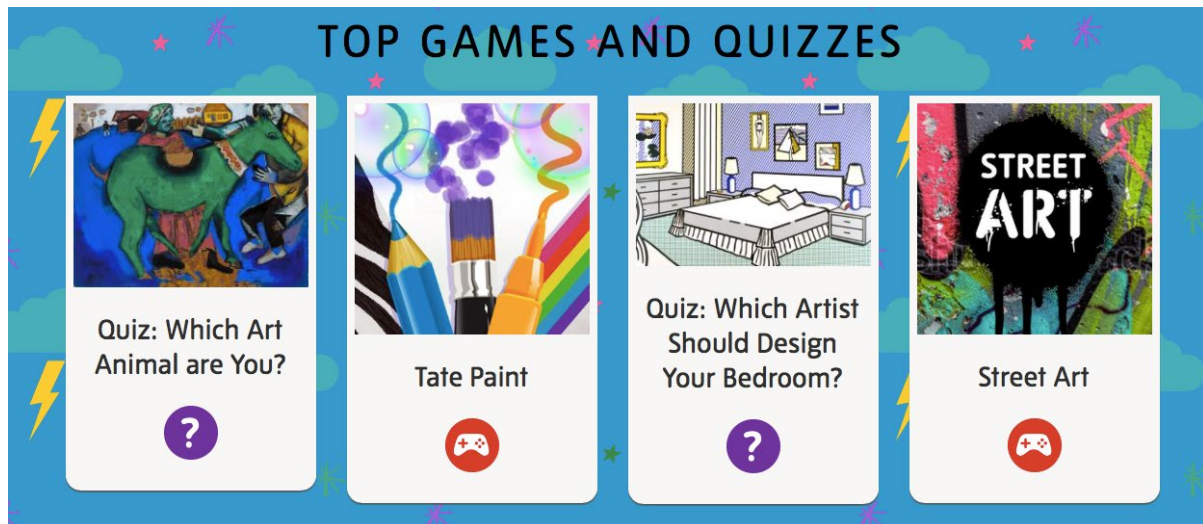 TOP GAMES AND QUIZZES
Quiz: Which Art
Animal are You?
?
Tate Paint
Quiz: Which Artist
Should Design
Your Bedroom?
?
STREET
ART
Street Art